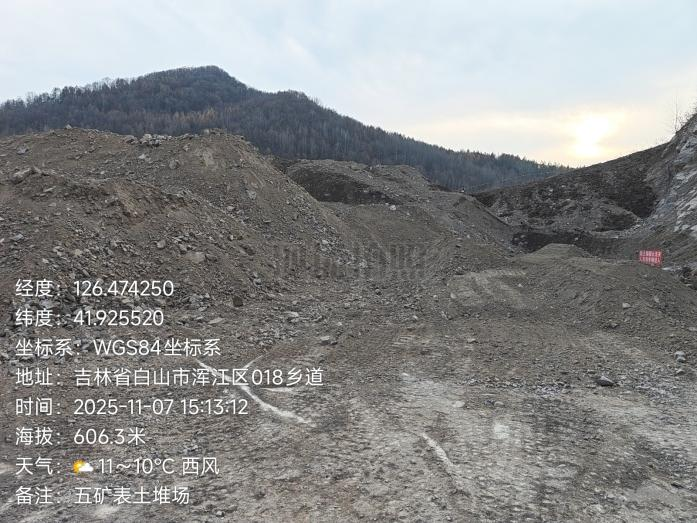 经度：126.474250
纬度：41.925520
坐标系：WGS84坐标系
地址：吉林省白山市浑江区018乡道
时间：2025-11-07 15:13:12
海拔：606.3米
天气：⛅ 11～10℃ 西风
备注：五矿表土堆场